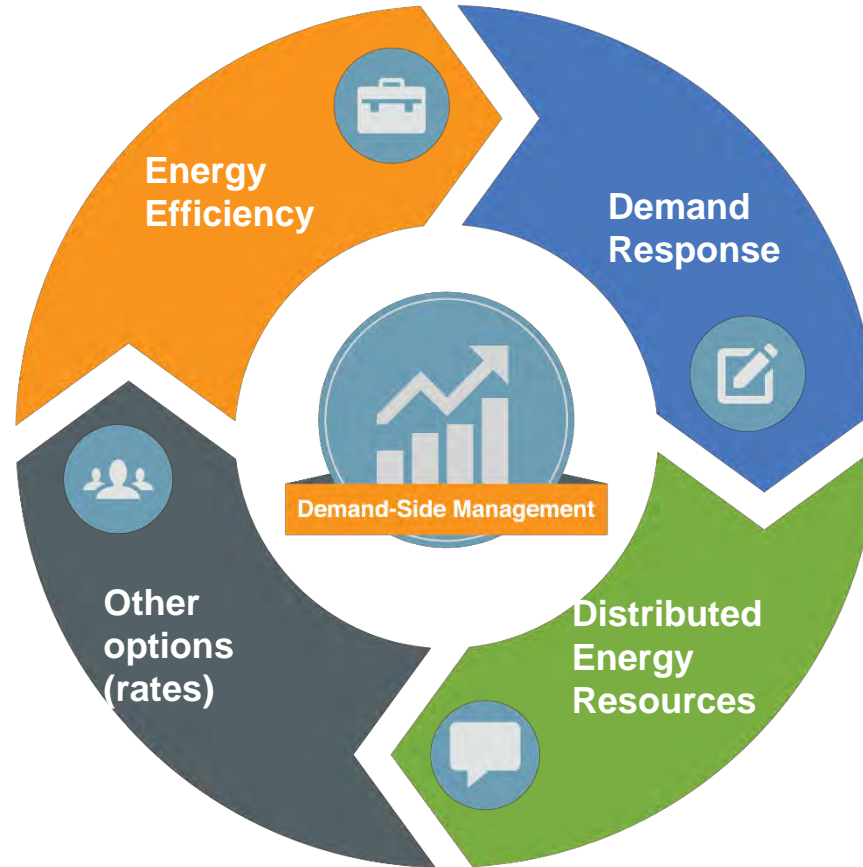 Energy
Efficiency
Demand
Response
Demand-Side Management
Other
options
(rates)
Distributed
Energy
Resources